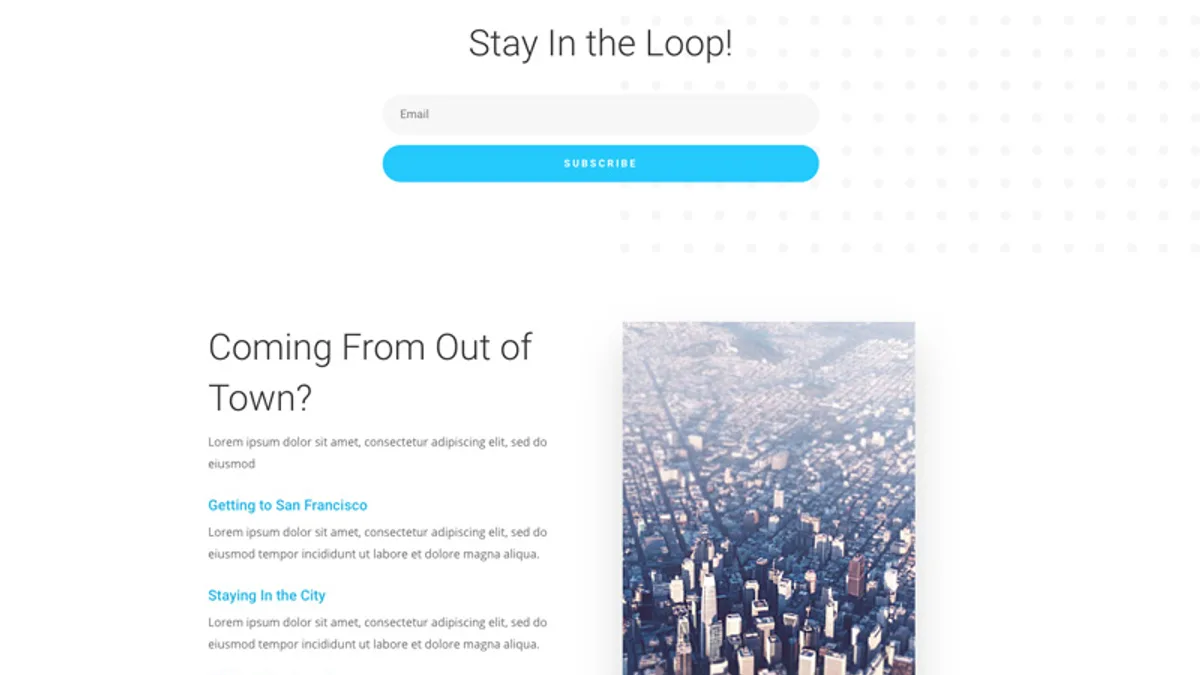 Stay In the Loop!
Email
SUBSCRIBE
Coming From Out of
Town?
Lorem ipsum dolor sit amet, consectetur adipiscing elit, sed do
eiusmod
Getting to San Francisco
Lorem ipsum dolor sit amet, consectetur adipiscing elit, sed do
eiusmod tempor incididunt ut labore et dolore magna aliqua.
Staying In the City
Lorem ipsum dolor sit amet, consectetur adipiscing elit, sed do
eiusmod tempor incididunt ut labore et dolore magna aliqua.